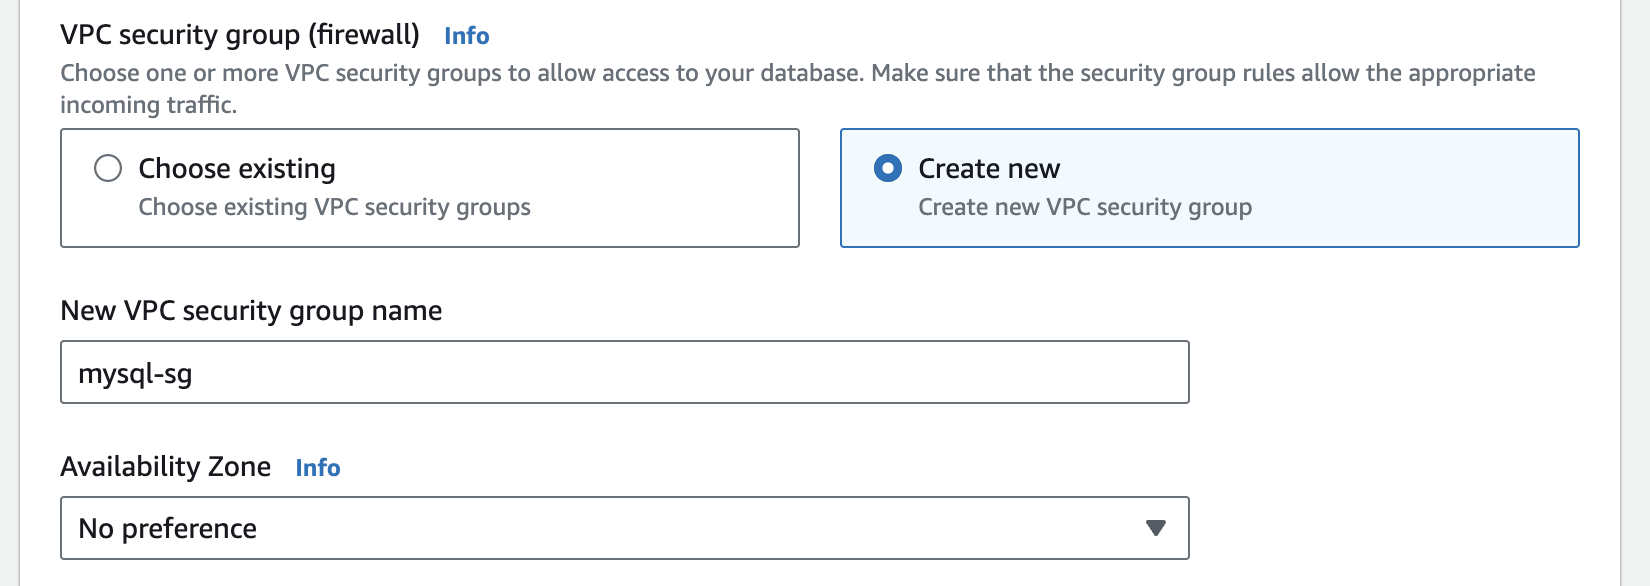 VPC security group (firewall) Info
Choose one or more VPC security groups to allow access to your database. Make sure that the security group rules allow the appropriate
incoming traffic.
Choose existing
Choose existing VPC security groups
Create new
Create new VPC security group
New VPC security group name
mysql-sg
Availability Zone Info
No preference